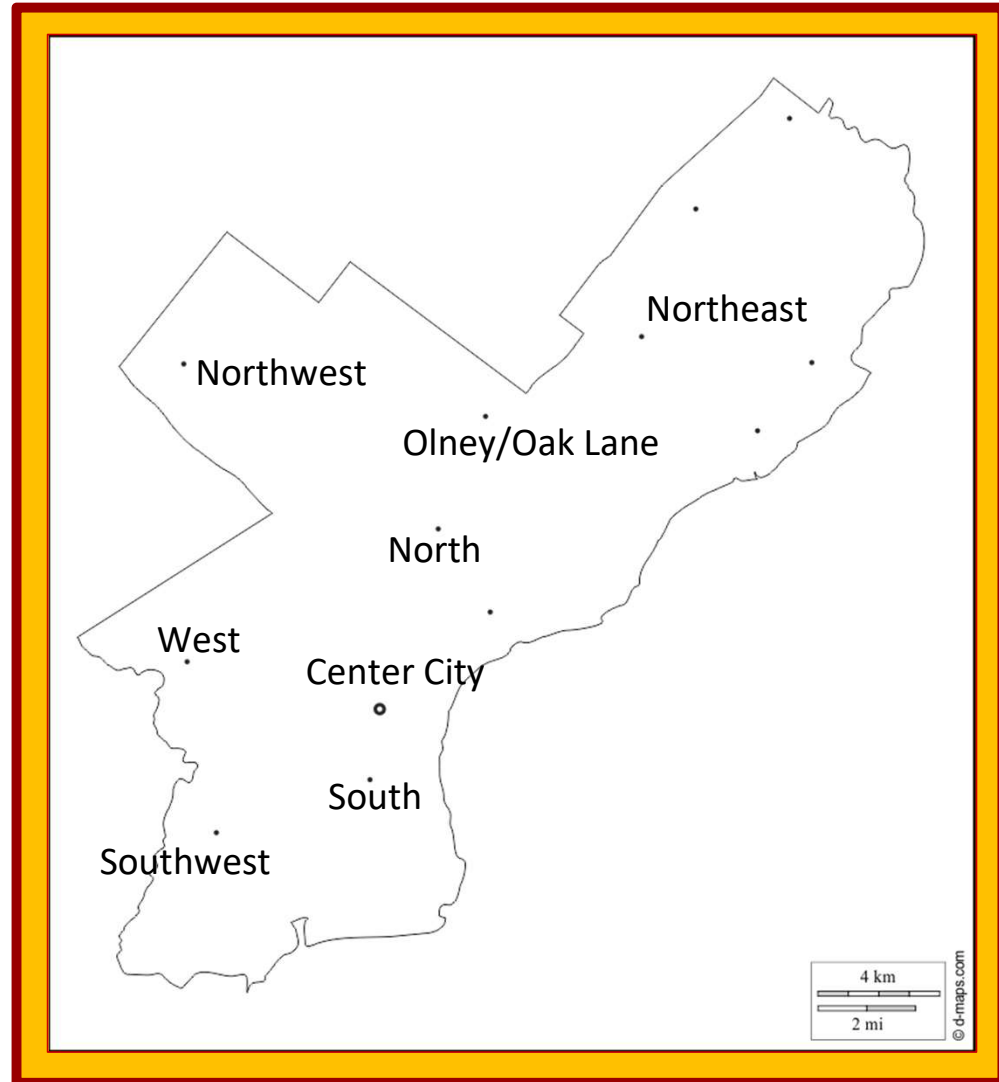 Northeast
Northwest
Olney/Oak Lane
North
West
Center City
South
Southwest
4 km
2 mi
© d-maps.com